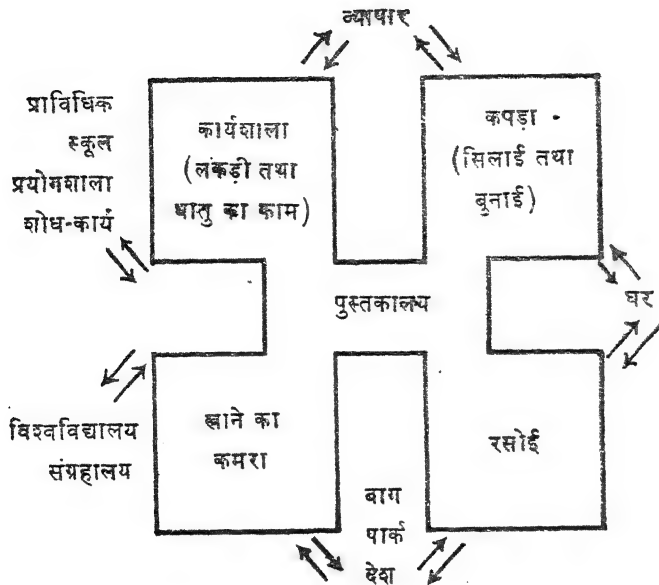 व्यापार
प्राविधिक
स्कूल
प्रयोगशाला
शोध-कार्य
कार्यशाला
(लकड़ी तथा
धातु का काम)
कपड़ा
(सिलाई तथा
बुनाई)
पुस्तकालय
घर
विश्वविद्यालय
संग्रहालय
खाने का
कमरा
रसोई
बाग
पार्क
देश